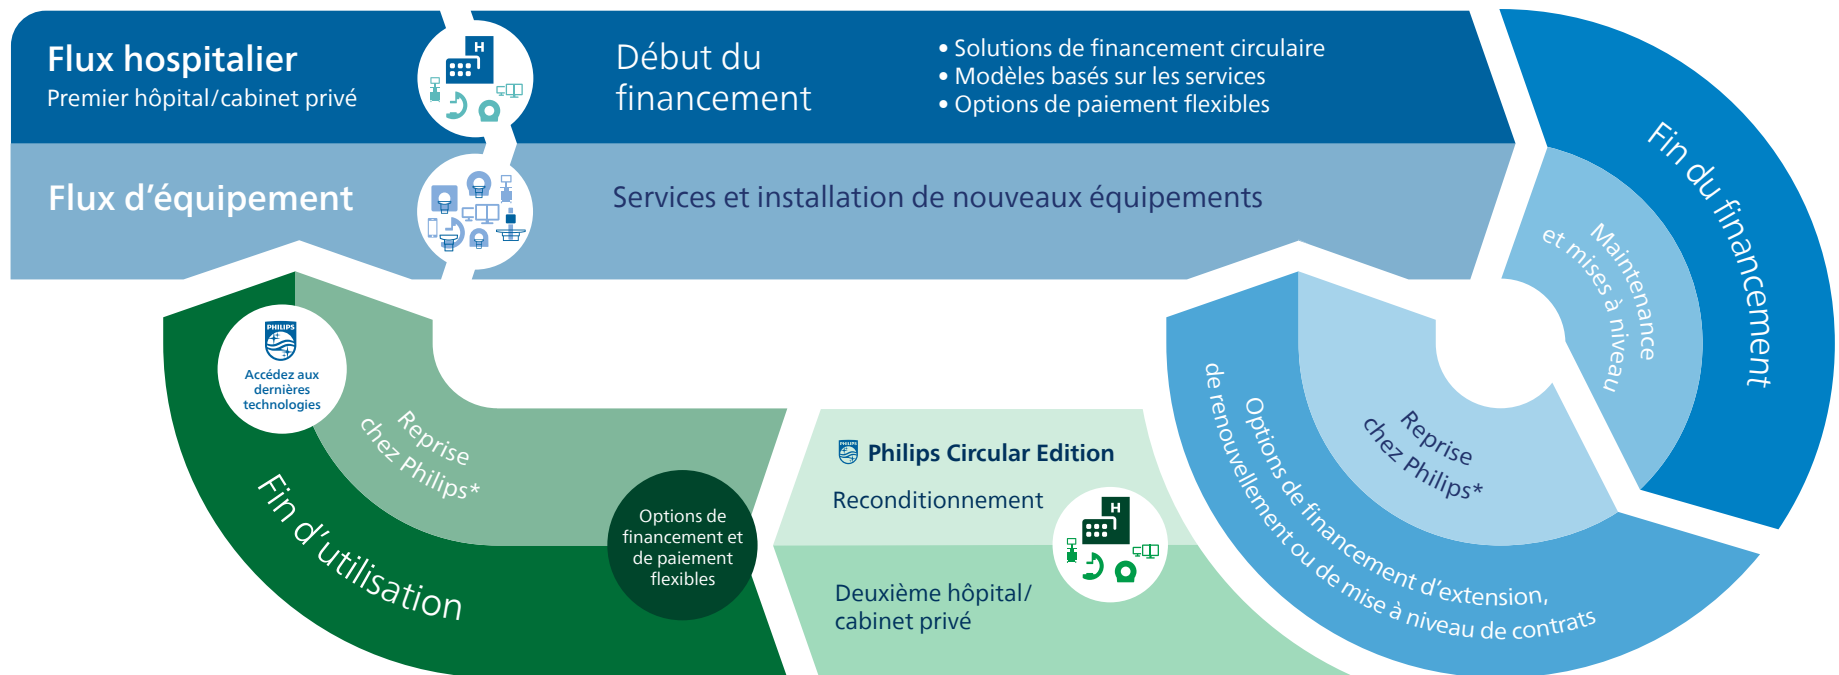 Flux hospitalier
Premier hôpital/cabinet privé
Début du
financement
• Solutions de financement circulaire
• Modèles basés sur les services
• Options de paiement flexibles
Fin du financement
Flux d’équipement
Services et installation de nouveaux équipements
Maintenance
et mises à niveau
PHILIPS
Accédez aux
dernières
technologies
Reprise
chez Philips*
Fin d’utilisation
Options de
financement et
de paiement
flexibles
PHILIPS
Philips Circular Edition
Reconditionnement
H
H
Deuxième hôpital/
cabinet privé
Reprise
chez Philips*
Options de financement d’extension,
de renouvellement ou de mise à niveau de contrats